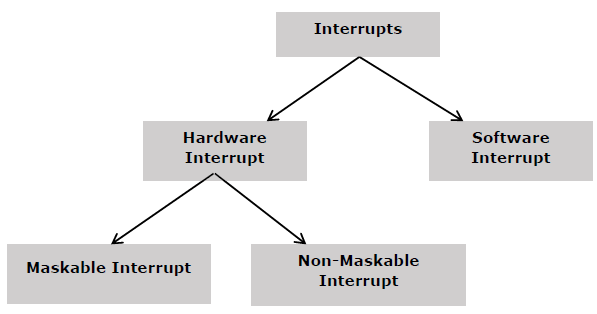 Interrupts
Hardware
Interrupt
Software
Interrupt
Maskable Interrupt
Non-Maskable
Interrupt